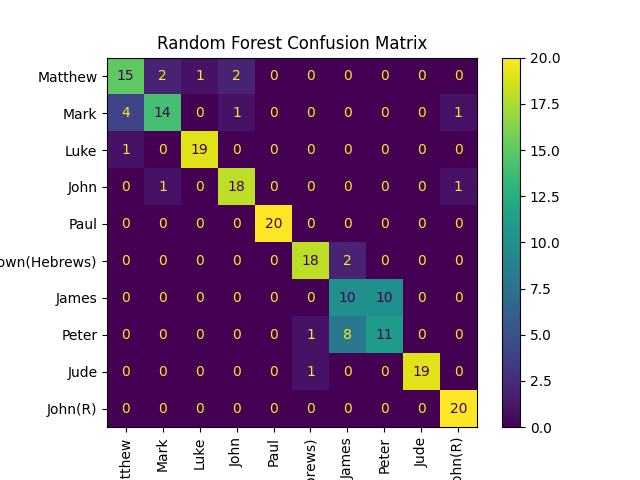 Random Forest Confusion Matrix
Matthew 15 2 1 2 0 0 0 0 0 0
Mark 4 14 0 1 0 0 0 0 0 1
Luke 1 0 19 0 0 0 0 0 0 0
John 0 1 0 18 0 0 0 0 0 1
Paul 0 0 0 0 20 0 0 0 0 0
own(Hebrews) 0 0 0 0 0 18 2 0 0 0
James 0 0 0 0 0 0 10 10 0 0
Peter 0 0 0 0 0 1 8 11 0 0
Jude 0 0 0 0 0 1 0 0 19 0
John(R) 0 0 0 0 0 0 0 0 0 20
tthew
Mark
Luke
John
Paul
brews)
James
Peter
Jude
ohn(R)
20.0
17.5
15.0
12.5
10.0
7.5
5.0
2.5
0.0